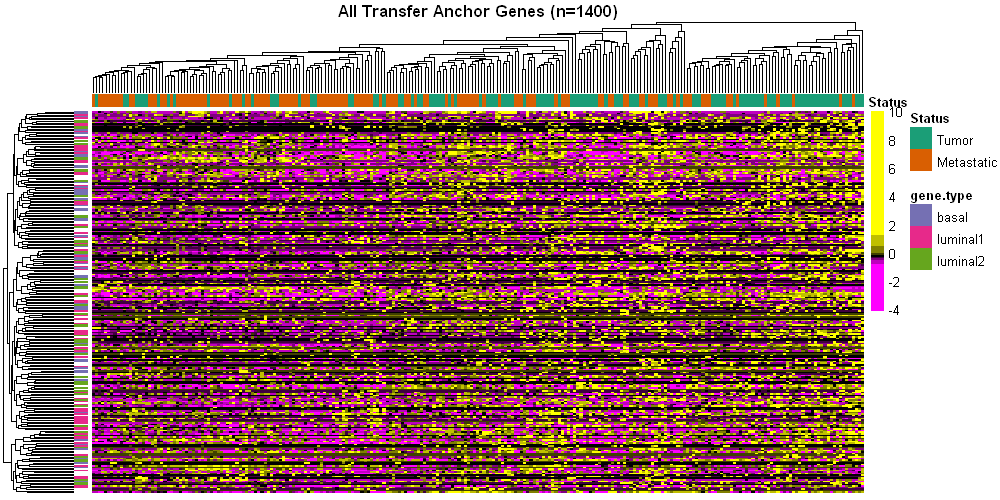 All Transfer Anchor Genes (n=1400)
Status
10
8
6
4
2
0
-2
-4
Status
Tumor
Metastatic
gene.type
basal
luminal1
luminal2